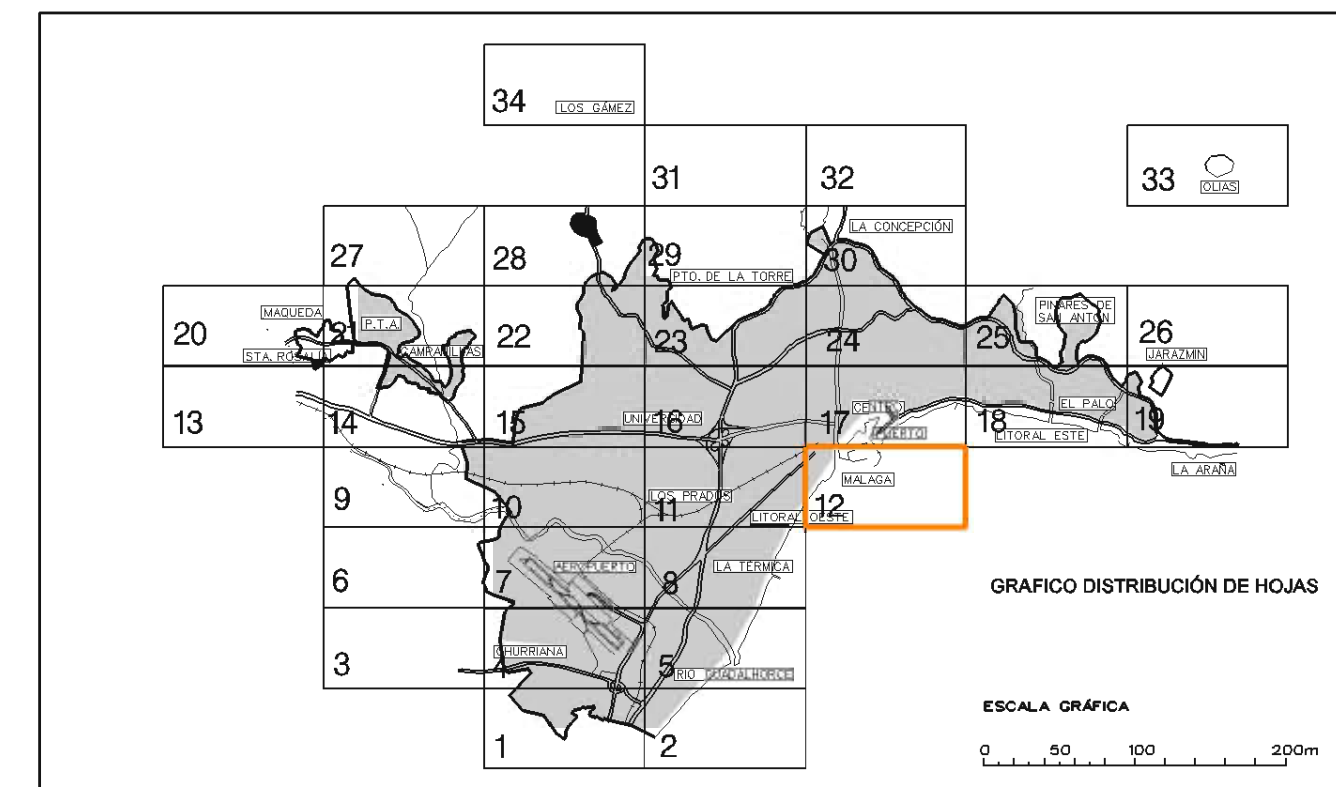 34 LOS GÁMEZ
31 32 33 OLIAS
LA CONCEPCIÓN
27 28 29 30
PTO. DE LA TORRE
MAQUEDA
P.T.A.
PINARES DE
SAN ANTON
20 22 23 24 25 26
STA. ROSALIA
CAMPANILLAS
JARAZMIN
CENTRO
EL PALO
13 14 15 16 17 18 19
UNIVERSIDAD
PUERTO
LITORAL ESTE
LA ARAÑA
MALAGA
9 10 11 12
LOS PRADOS
LITORAL OESTE
AEROPUERTO
LA TERMICA
6 7 8
GRAFICO DISTRIBUCIÓN DE HOJAS
CHURRIANA
3 5
RIO GUADALHORCE
ESCALA GRÁFICA
1 2
0 50 100 200m